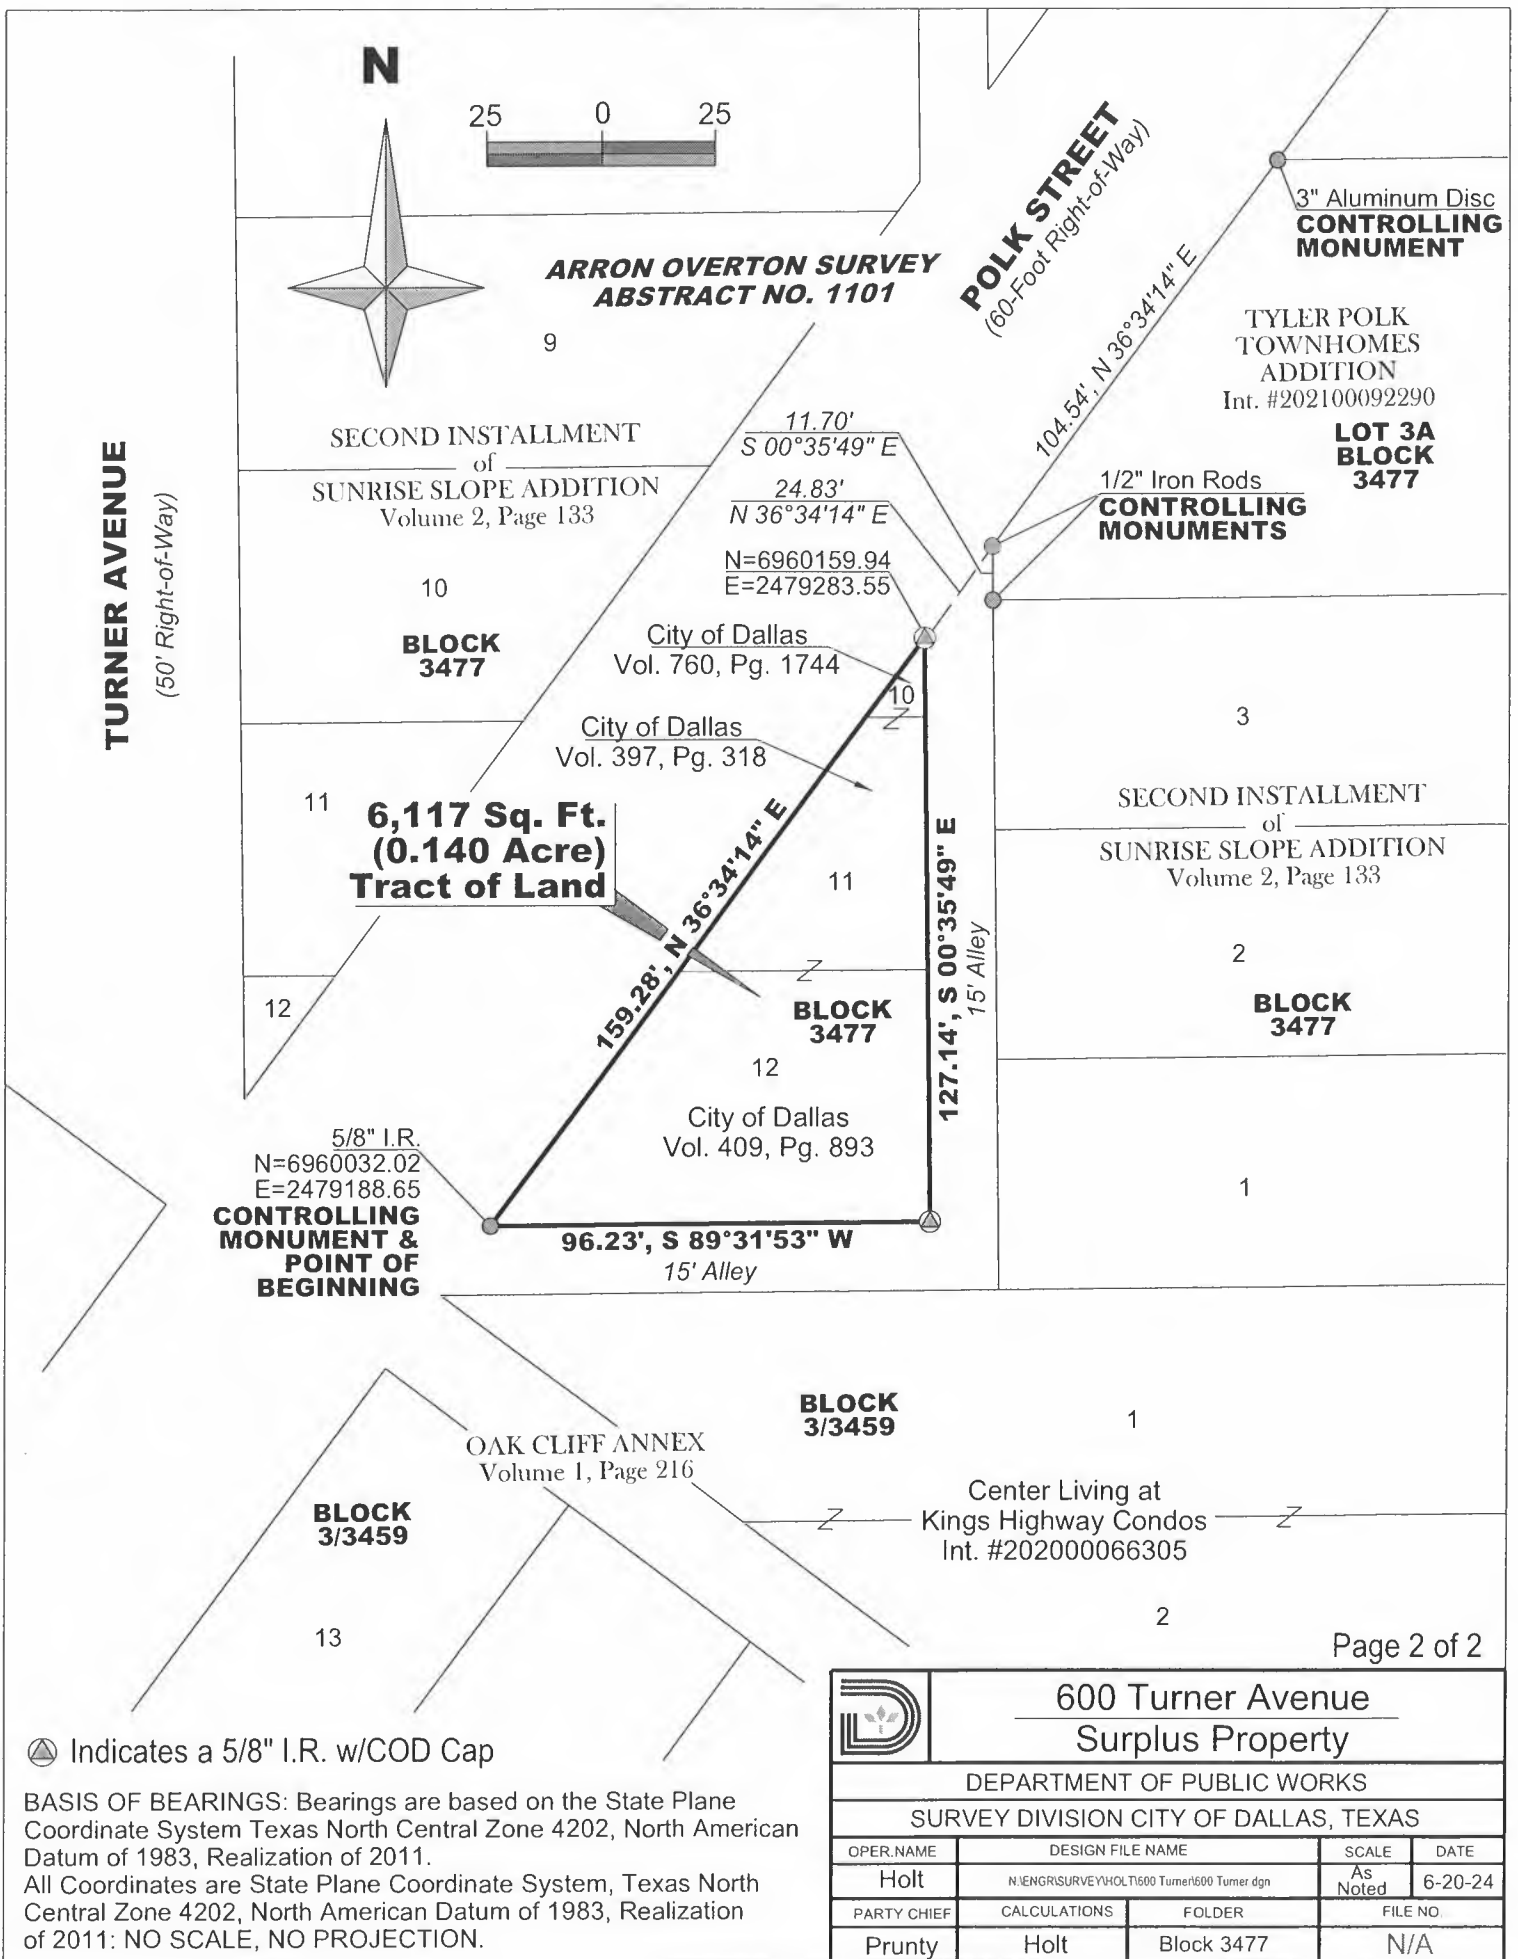 N
25 0 25
POLK STREET
(60-Foot Right-of-Way)
3" Aluminum Disc
CONTROLLING
MONUMENT
ARRON OVERTON SURVEY
ABSTRACT NO. 1101
9
104.54', N 36°34'14" E
TYLER POLK
TOWNHOMES
ADDITION
Int. #202100092290
LOT 3A
BLOCK
3477
TURNER AVENUE
(50' Right-of-Way)
SECOND INSTALLMENT
of
SUNRISE SLOPE ADDITION
Volume 2, Page 133
11.70'
S 00°35'49" E
24.83'
N 36°34'14" E
1/2" Iron Rods
CONTROLLING
MONUMENTS
N=6960159.94
E=2479283.55
10
BLOCK
3477
City of Dallas
Vol. 760, Pg. 1744
10
City of Dallas
Vol. 397, Pg. 318
3
11
6,117 Sq. Ft.
(0.140 Acre)
Tract of Land
159.28', N 36°34'14" E
11
127.14', S 00°35'49" E
15' Alley
SECOND INSTALLMENT
of
SUNRISE SLOPE ADDITION
Volume 2, Page 133
2
BLOCK
3477
12
BLOCK
3477
12
City of Dallas
Vol. 409, Pg. 893
5/8" I.R.
N=6960032.02
E=2479188.65
CONTROLLING
MONUMENT &
POINT OF
BEGINNING
96.23', S 89°31'53" W
15' Alley
1
BLOCK
3/3459
1
OAK CLIFF ANNEX
Volume 1, Page 216
BLOCK
3/3459
Center Living at
Kings Highway Condos
Int. #202000066305
13
2
Page 2 of 2
Indicates a 5/8" I.R. w/COD Cap
BASIS OF BEARINGS: Bearings are based on the State Plane
Coordinate System Texas North Central Zone 4202, North American
Datum of 1983, Realization of 2011.
All Coordinates are State Plane Coordinate System, Texas North
Central Zone 4202, North American Datum of 1983, Realization
of 2011: NO SCALE, NO PROJECTION.
600 Turner Avenue
Surplus Property
DEPARTMENT OF PUBLIC WORKS
SURVEY DIVISION CITY OF DALLAS, TEXAS
OPER.NAME DESIGN FILE NAME SCALE DATE
Holt N:\ENGR\SURVEY\HOLT\600 Turner\600 Turner.dgn As Noted 6-20-24
PARTY CHIEF CALCULATIONS FOLDER FILE NO.
Prunty Holt Block 3477 N/A